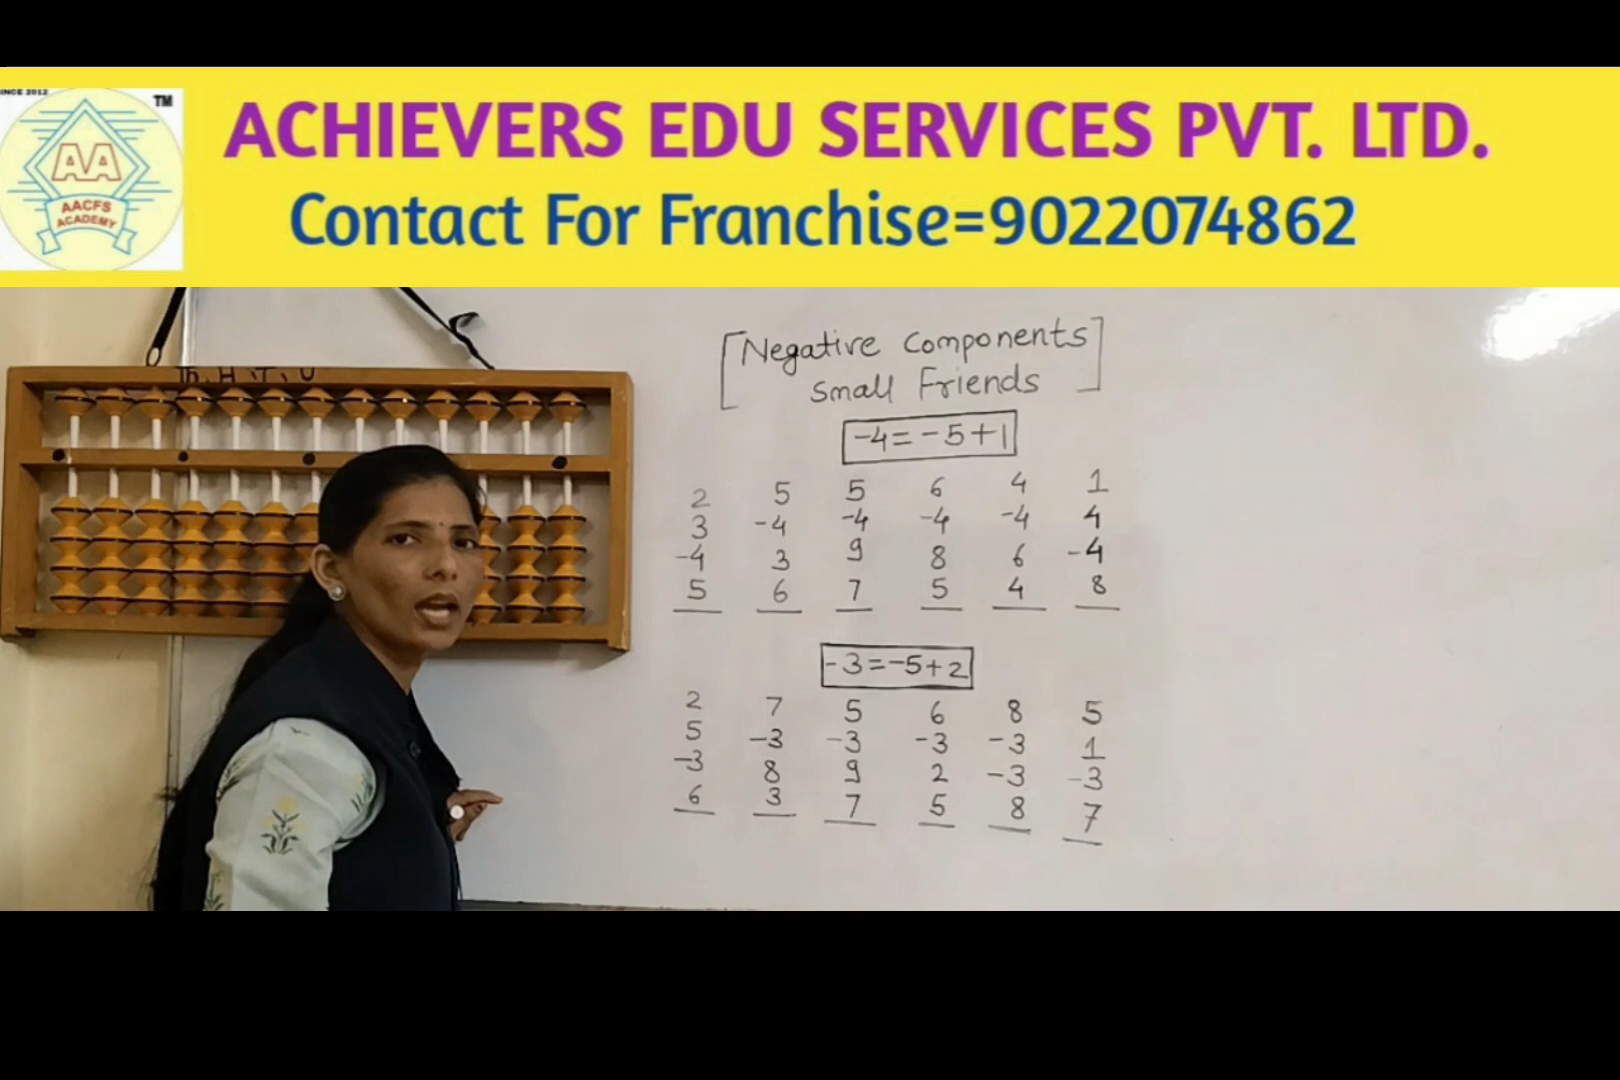 SINCE 2012
TM
AA
AACFS
ACADEMY
ACHIEVERS EDU SERVICES PVT. LTD.
Contact For Franchise=9022074862
Th. H. T. U
[Negative Components]
Small Friends
-4=-5+1
2 5 5 6 4 1
3 -4 -4 -4 -4 4
-4 3 9 8 6 -4
5 6 7 5 4 8
-3=-5+2
2 7 5 6 8 5
5 -3 -3 -3 -3 1
-3 8 9 2 -3 -3
6 3 7 5 8 7